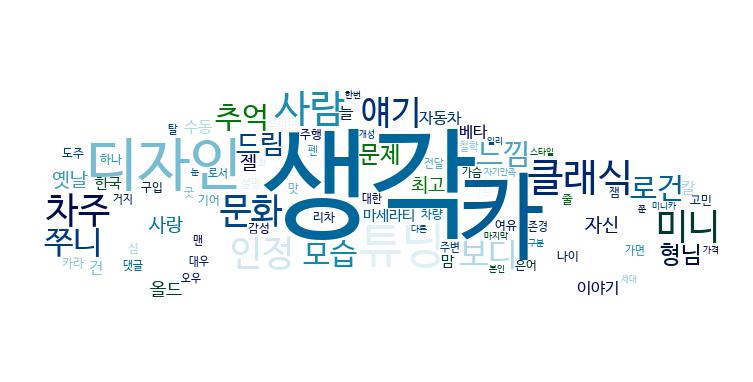 한번
사람 늘 얘기
추억 자동차
탈 수동 드림 주행 개성 베타 일리
펜 문제 느낌 철학 스타일
도주 하나 디자인 젤 생각 전달 클래식
옛날 한국 눈 로서 맛 최고 가슴 자기만족 로건 칼
거지 구입 굿 기어 대한 카 잼 줄 고민
차주 문화 리차 마세라티 차량 여유 존경 꾼 미니카
사랑 감성 다른 마지막 자신 미니
쭈니 심 맨 인정 모습 튜닝 주변 보디 구분 가면 형님 가격
카라 건 댓글 대우 맘 본인 은어 나이
올드 오우 이야기 세대